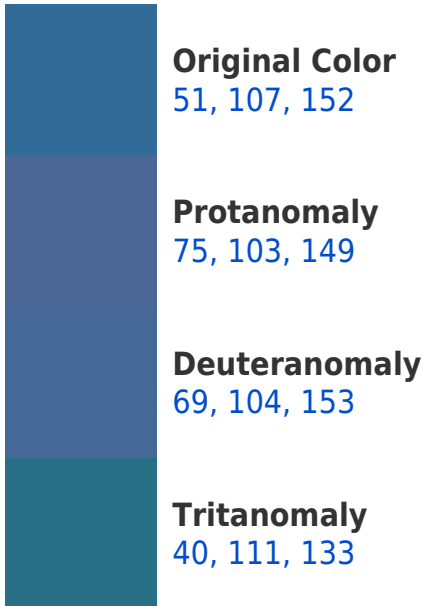 Original Color
51, 107, 152
Protanomaly
75, 103, 149
Deuteranomaly
69, 104, 153
Tritanomaly
40, 111, 133